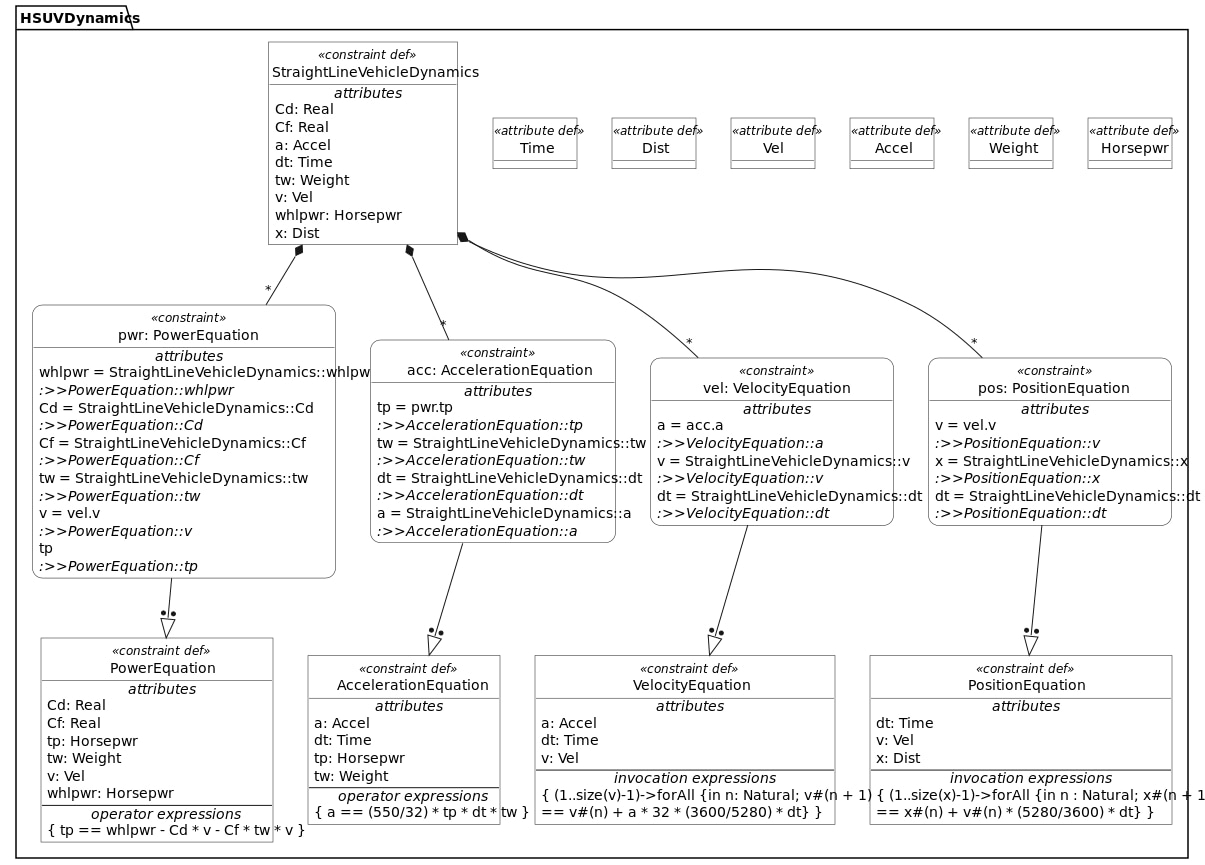 HSUVDynamics
«constraint def»
StraightLineVehicleDynamics
attributes
Cd: Real
Cf: Real
a: Accel
dt: Time
tw: Weight
v: Vel
whlpwr: Horsepwr
x: Dist
«attribute def»
Time
«attribute def»
Dist
«attribute def»
Vel
«attribute def»
Accel
«attribute def»
Weight
«attribute def»
Horsepwr
*
*
*
*
«constraint»
pwr: PowerEquation
attributes
whlpwr = StraightLineVehicleDynamics::whlpw
:>>PowerEquation::whlpwr
Cd = StraightLineVehicleDynamics::Cd
:>>PowerEquation::Cd
Cf = StraightLineVehicleDynamics::Cf
:>>PowerEquation::Cf
tw = StraightLineVehicleDynamics::tw
:>>PowerEquation::tw
v = vel.v
:>>PowerEquation::v
tp
:>>PowerEquation::tp
«constraint»
acc: AccelerationEquation
attributes
tp = pwr.tp
:>>AccelerationEquation::tp
tw = StraightLineVehicleDynamics::tw
:>>AccelerationEquation::tw
dt = StraightLineVehicleDynamics::dt
:>>AccelerationEquation::dt
a = StraightLineVehicleDynamics::a
:>>AccelerationEquation::a
«constraint»
vel: VelocityEquation
attributes
a = acc.a
:>>VelocityEquation::a
v = StraightLineVehicleDynamics::v
:>>VelocityEquation::v
dt = StraightLineVehicleDynamics::dt
:>>VelocityEquation::dt
«constraint»
pos: PositionEquation
attributes
v = vel.v
:>>PositionEquation::v
x = StraightLineVehicleDynamics::x
:>>PositionEquation::x
dt = StraightLineVehicleDynamics::dt
:>>PositionEquation::dt
«constraint def»
PowerEquation
attributes
Cd: Real
Cf: Real
tp: Horsepwr
tw: Weight
v: Vel
whlpwr: Horsepwr
operator expressions
{ tp == whlpwr - Cd * v - Cf * tw * v }
«constraint def»
AccelerationEquation
attributes
a: Accel
dt: Time
tp: Horsepwr
tw: Weight
operator expressions
{ a == (550/32) * tp * dt * tw }
«constraint def»
VelocityEquation
attributes
a: Accel
dt: Time
v: Vel
invocation expressions
{ (1..size(v)-1)->forAll {in n: Natural; v#(n + 1)
== v#(n) + a * 32 * (3600/5280) * dt} }
«constraint def»
PositionEquation
attributes
dt: Time
v: Vel
x: Dist
invocation expressions
{ (1..size(x)-1)->forAll {in n : Natural; x#(n + 1
== x#(n) + v#(n) * (5280/3600) * dt} }